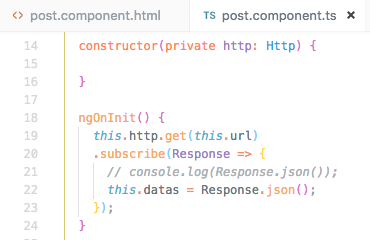 <> post.component.html TS post.component.ts ×
14 constructor(private http: Http) {
15
16 }
17
18 ngOnInit() {
19 this.http.get(this.url)
20 .subscribe(Response => {
21 // console.log(Response.json());
22 this.datas = Response.json();
23 });
24 }